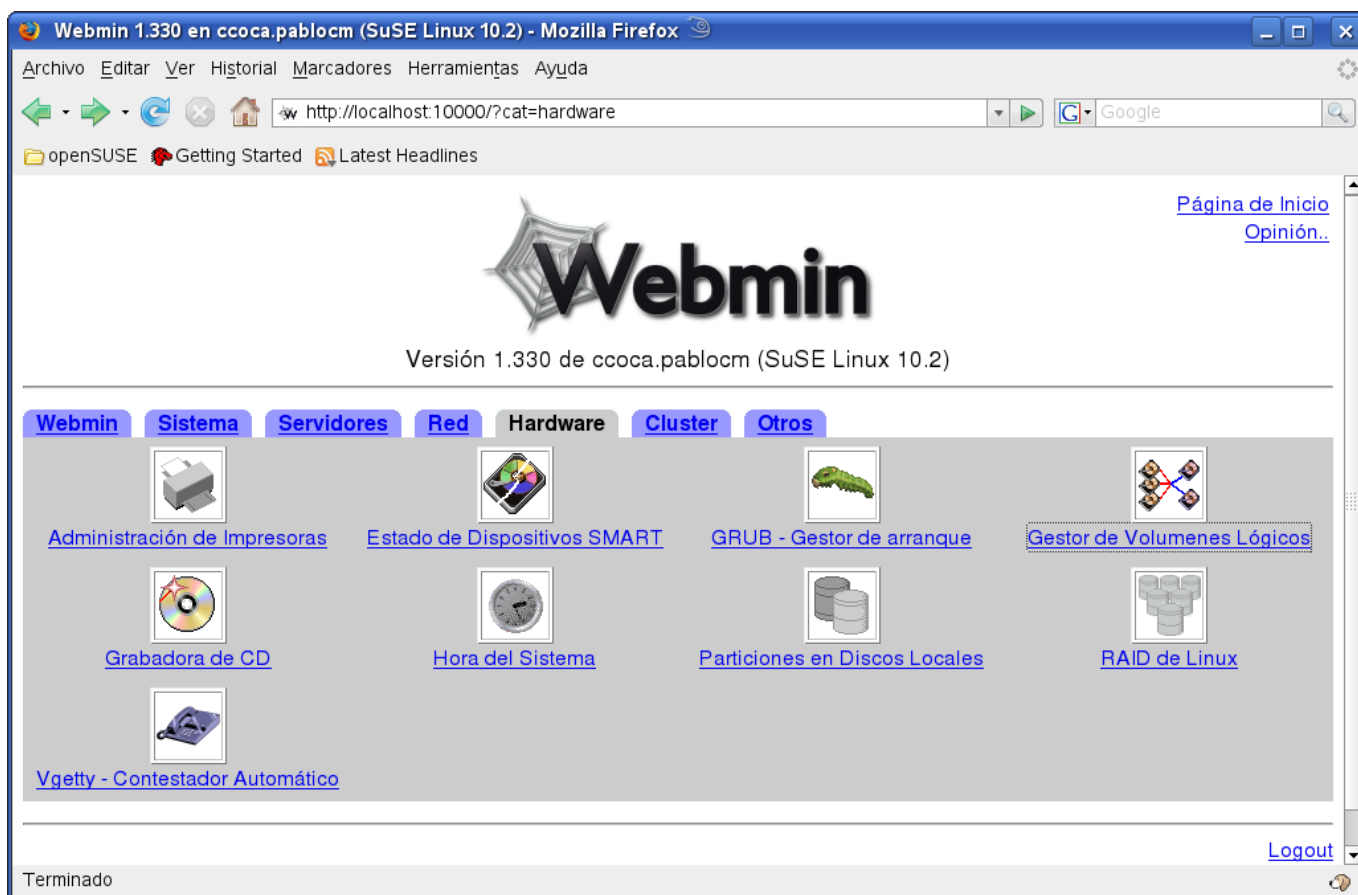 Webmin 1.330 en ccoca.pablocm (SuSE Linux 10.2) - Mozilla Firefox
Archivo Editar Ver Historial Marcadores Herramientas Ayuda
http://localhost:10000/?cat=hardware G Google
openSUSE Getting Started Latest Headlines
Página de Inicio
Opinión..
Webmin
Versión 1.330 de ccoca.pablocm (SuSE Linux 10.2)
Webmin Sistema Servidores Red Hardware Cluster Otros
Administración de Impresoras Estado de Dispositivos SMART GRUB - Gestor de arranque Gestor de Volumenes Lógicos
Grabadora de CD Hora del Sistema Particiones en Discos Locales RAID de Linux
Vgetty - Contestador Automático
Logout
Terminado